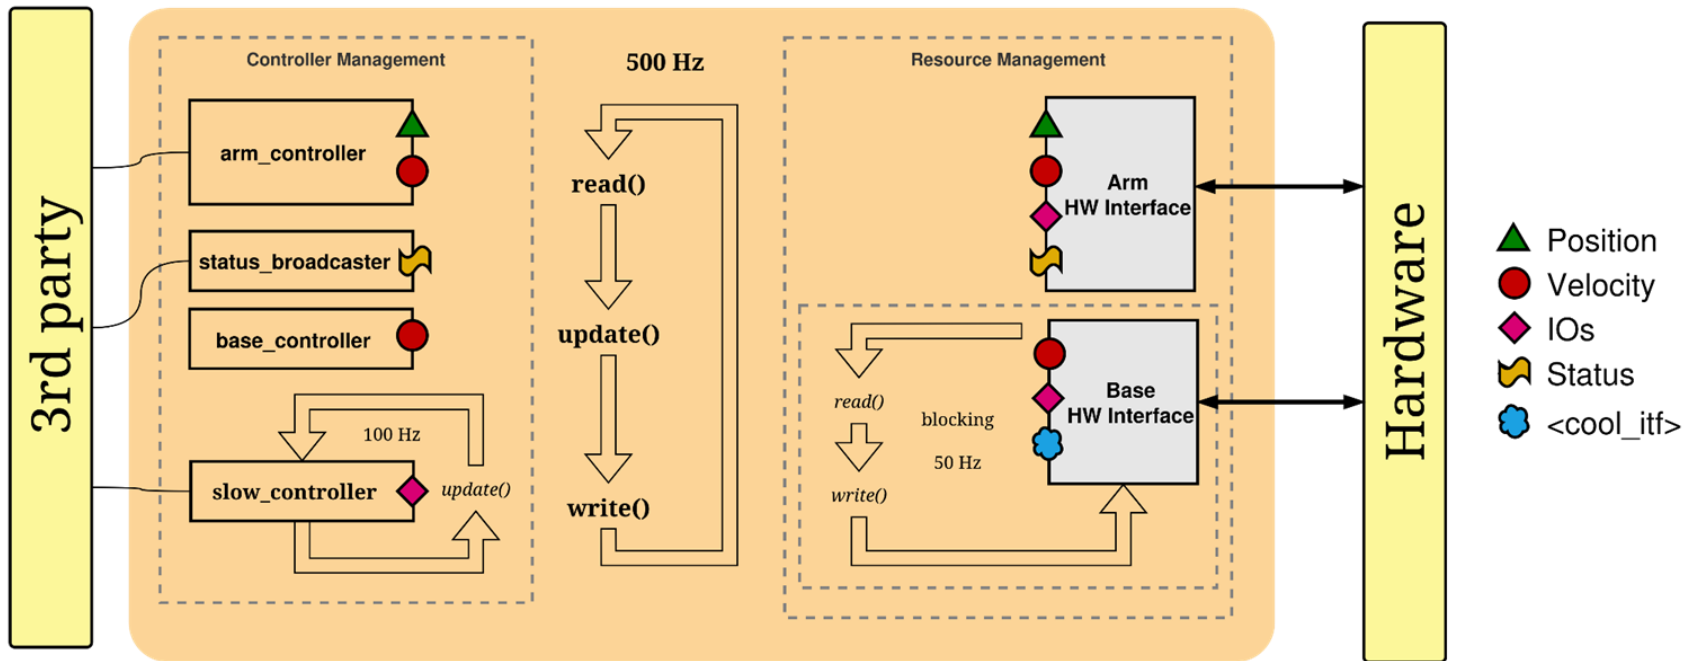 3rd party
Controller Management
arm_controller
status_broadcaster
base_controller
100 Hz
slow_controller
update()
500 Hz
read()
update()
write()
Resource Management
Arm
HW Interface
read()
blocking
50 Hz
write()
Base
HW Interface
Hardware
Position
Velocity
IOs
Status
<cool_itf>